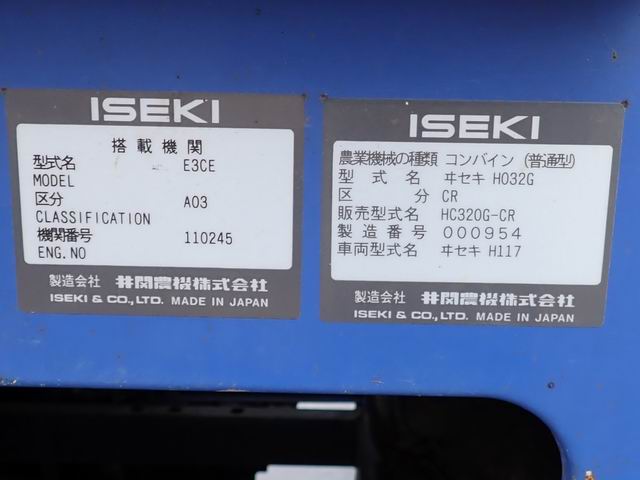 ISEKI
搭載機関
型式名 E3CE
MODEL
区分 A03
CLASSIFICATION
機関番号 110245
ENG.NO
製造会社 井関農機株式会社
ISEKI & CO., LTD. MADE IN JAPAN
ISEKI
農業機械の種類 コンバイン (普通型)
型式名 ヰセキ HO32G
区分 CR
販売型式名 HC320G-CR
製造番号 000954
車両型式名 ヰセキ H117
製造会社 井関農機株式会社
ISEKI & CO., LTD. MADE IN JAPAN